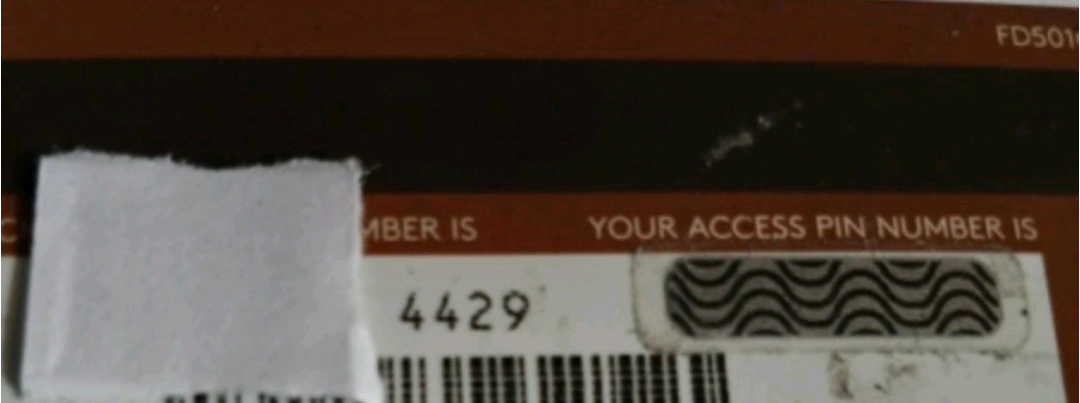 FD501
C MBER IS YOUR ACCESS PIN NUMBER IS
4429